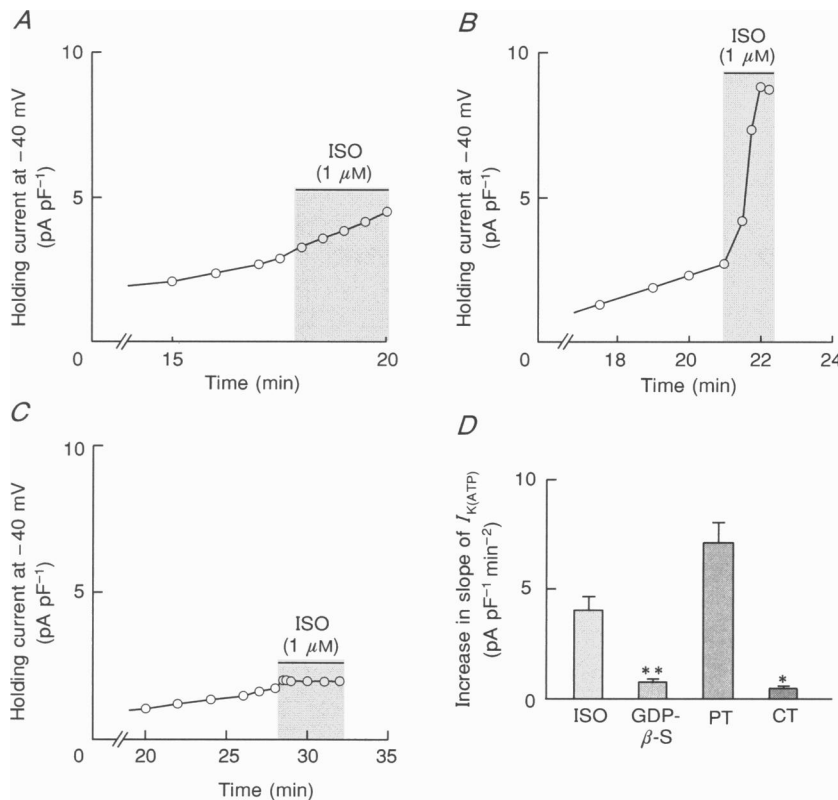 A
10
5
0
Holding current at −40 mV
(pA pF⁻¹)
ISO
(1 μM)
15
20
Time (min)
B
10
5
0
Holding current at −40 mV
(pA pF⁻¹)
ISO
(1 μM)
18
20
22
24
Time (min)
C
10
5
0
Holding current at −40 mV
(pA pF⁻¹)
ISO
(1 μM)
20
25
30
35
Time (min)
D
10
5
0
Increase in slope of I_K(ATP)
(pA pF⁻¹ min⁻²)
**
*
ISO
GDP-
β-S
PT
CT